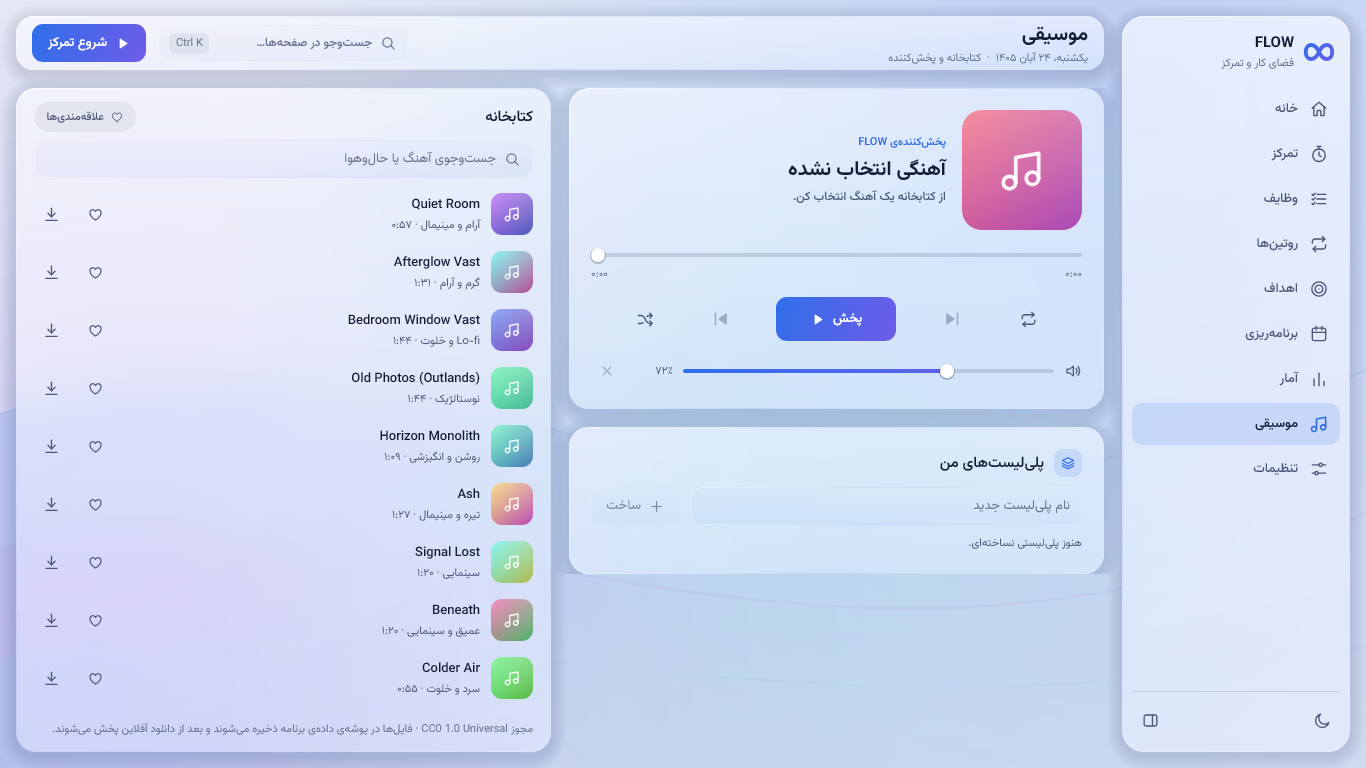 FLOW
فضای کار و تمرکز
خانه
تمرکز
وظایف
روتین‌ها
اهداف
برنامه‌ریزی
آمار
موسیقی
تنظیمات
موسیقی
یکشنبه، ۲۴ آبان ۱۴۰۵ · کتابخانه و پخش‌کننده
جست‌وجو در صفحه‌ها…
Ctrl K
شروع تمرکز
پخش‌کننده‌ی FLOW
آهنگی انتخاب نشده
از کتابخانه یک آهنگ انتخاب کن.
۰:۰۰
۰:۰۰
پخش
۷۲٪
پلی‌لیست‌های من
نام پلی‌لیست جدید
ساخت
هنوز پلی‌لیستی نساخته‌ای.
کتابخانه
علاقه‌مندی‌ها
جست‌وجوی آهنگ یا حال‌وهوا
Quiet Room
آرام و مینیمال · ۰:۵۷
Afterglow Vast
گرم و آرام · ۱:۳۱
Bedroom Window Vast
Lo-fi و خلوت · ۱:۴۴
Old Photos (Outlands)
نوستالژیک · ۱:۴۴
Horizon Monolith
روشن و انگیزشی · ۱:۰۹
Ash
تیره و مینیمال · ۱:۲۷
Signal Lost
سینمایی · ۱:۲۰
Beneath
عمیق و سینمایی · ۱:۲۰
Colder Air
سرد و خلوت · ۰:۵۵
مجوز CC0 1.0 Universal · فایل‌ها در پوشه‌ی داده‌ی برنامه ذخیره می‌شوند و بعد از دانلود آفلاین پخش می‌شوند.